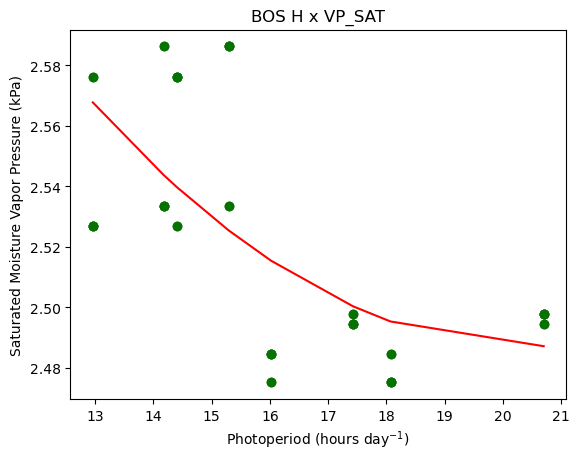 BOS H x VP_SAT
Saturated Moisture Vapor Pressure (kPa)
2.58
2.56
2.54
2.52
2.50
2.48
13 14 15 16 17 18 19 20 21
Photoperiod (hours day⁻¹)